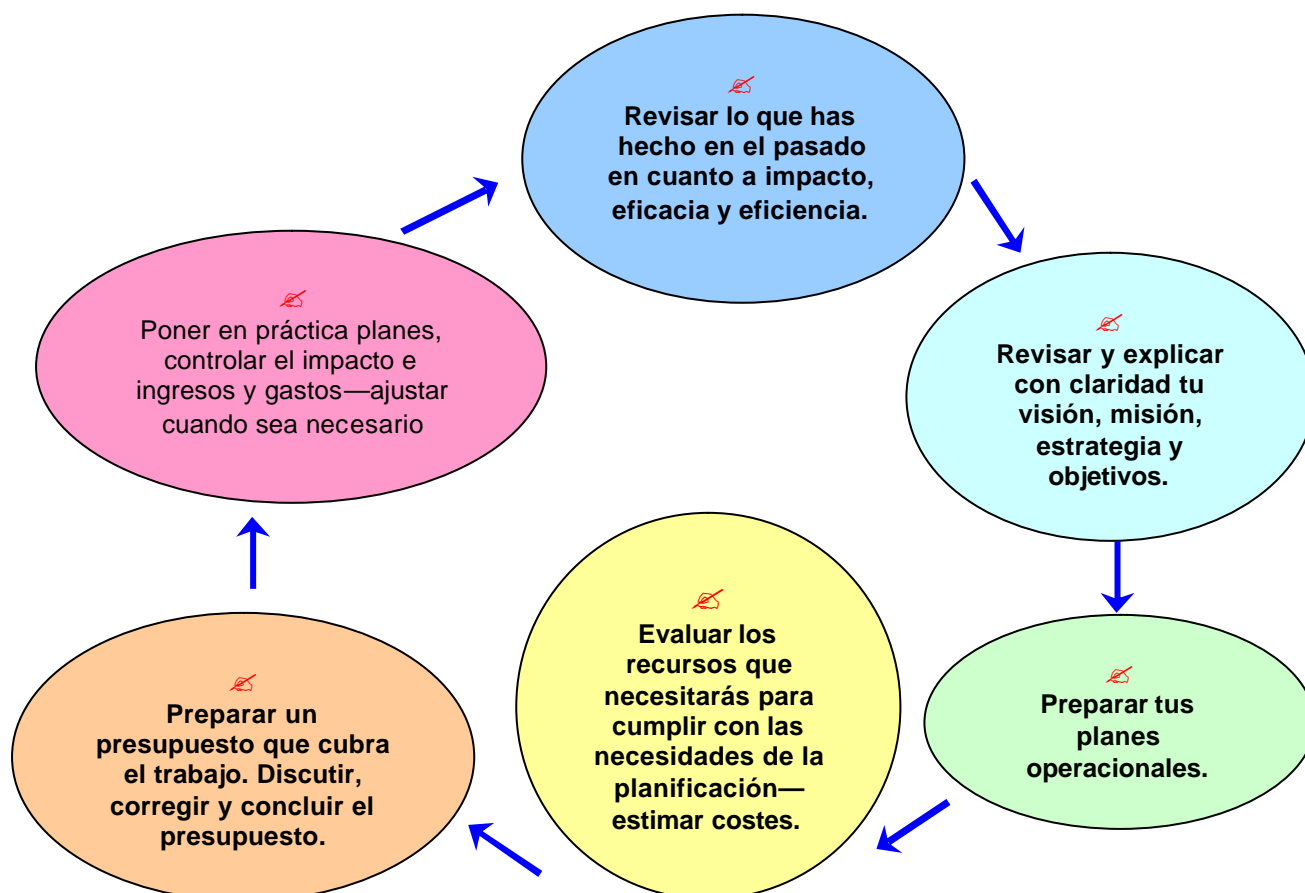 Revisar lo que has
hecho en el pasado
en cuanto a impacto,
eficacia y eficiencia.
Revisar y explicar
con claridad tu
visión, misión,
estrategia y
objetivos.
Preparar tus
planes
operacionales.
Evaluar los
recursos que
necesitarás para
cumplir con las
necesidades de la
planificación—
estimar costes.
Preparar un
presupuesto que cubra
el trabajo. Discutir,
corregir y concluir el
presupuesto.
Poner en práctica planes,
controlar el impacto e
ingresos y gastos—ajustar
cuando sea necesario